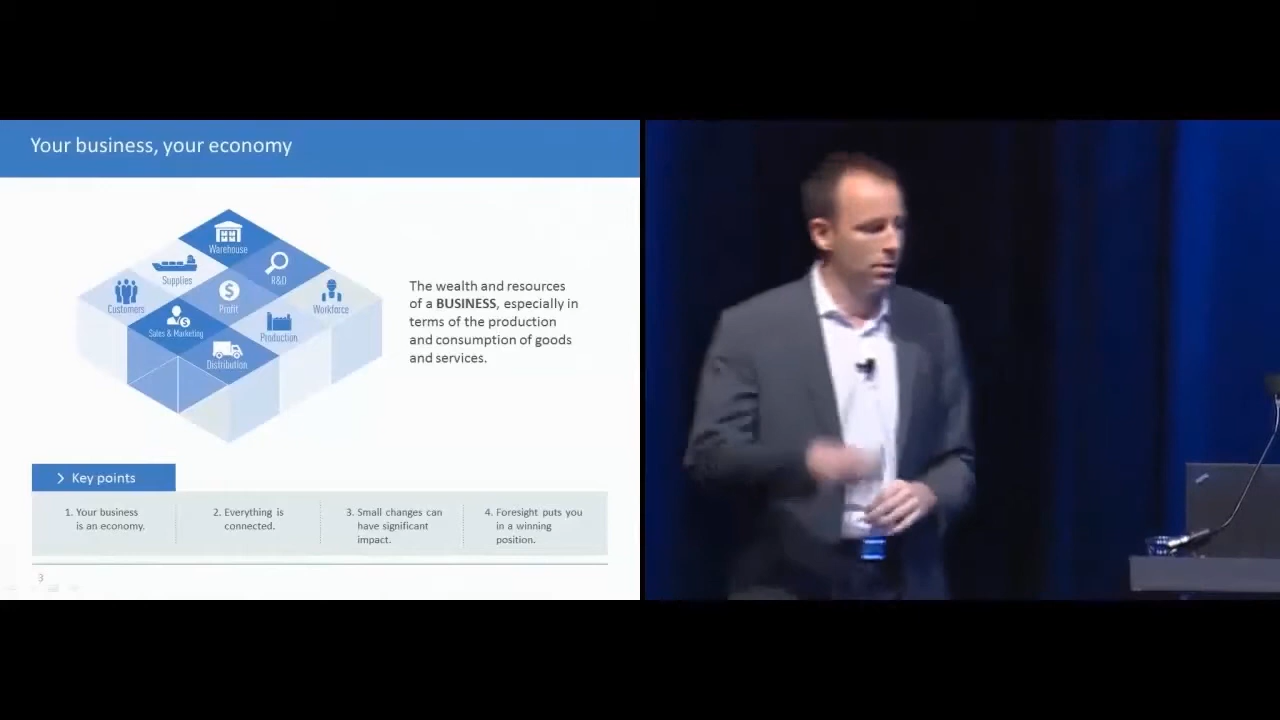 Your business, your economy
Warehouse
Supplies
R&D
Customers
Profit
Workforce
Sales & Marketing
Production
Distribution
The wealth and resources
of a BUSINESS, especially in
terms of the production
and consumption of goods
and services.
Key points
1. Your business
is an economy.
2. Everything is
connected.
3. Small changes can
have significant
impact.
4. Foresight puts you
in a winning
position.
3